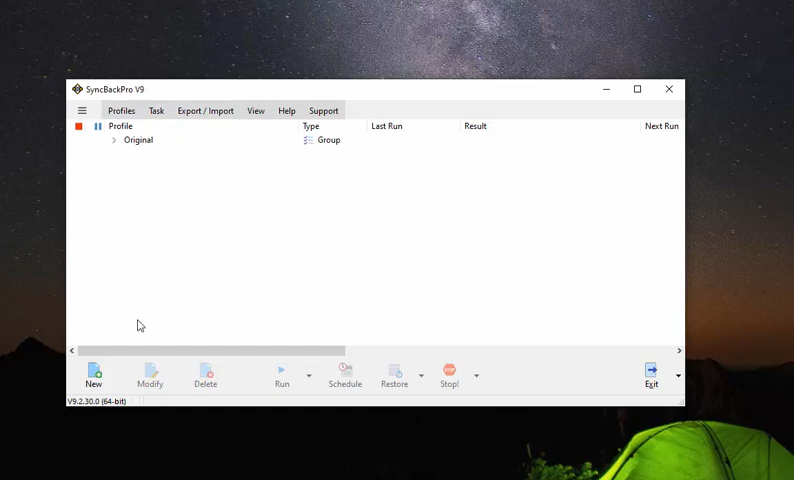 SyncBackPro V9
Profiles Task Export / Import View Help Support
Profile Type Last Run Result Next Run
Original Group
New Modify Delete Run Schedule Restore STOP Stop! Exit
V9.2.30.0 (64-bit)